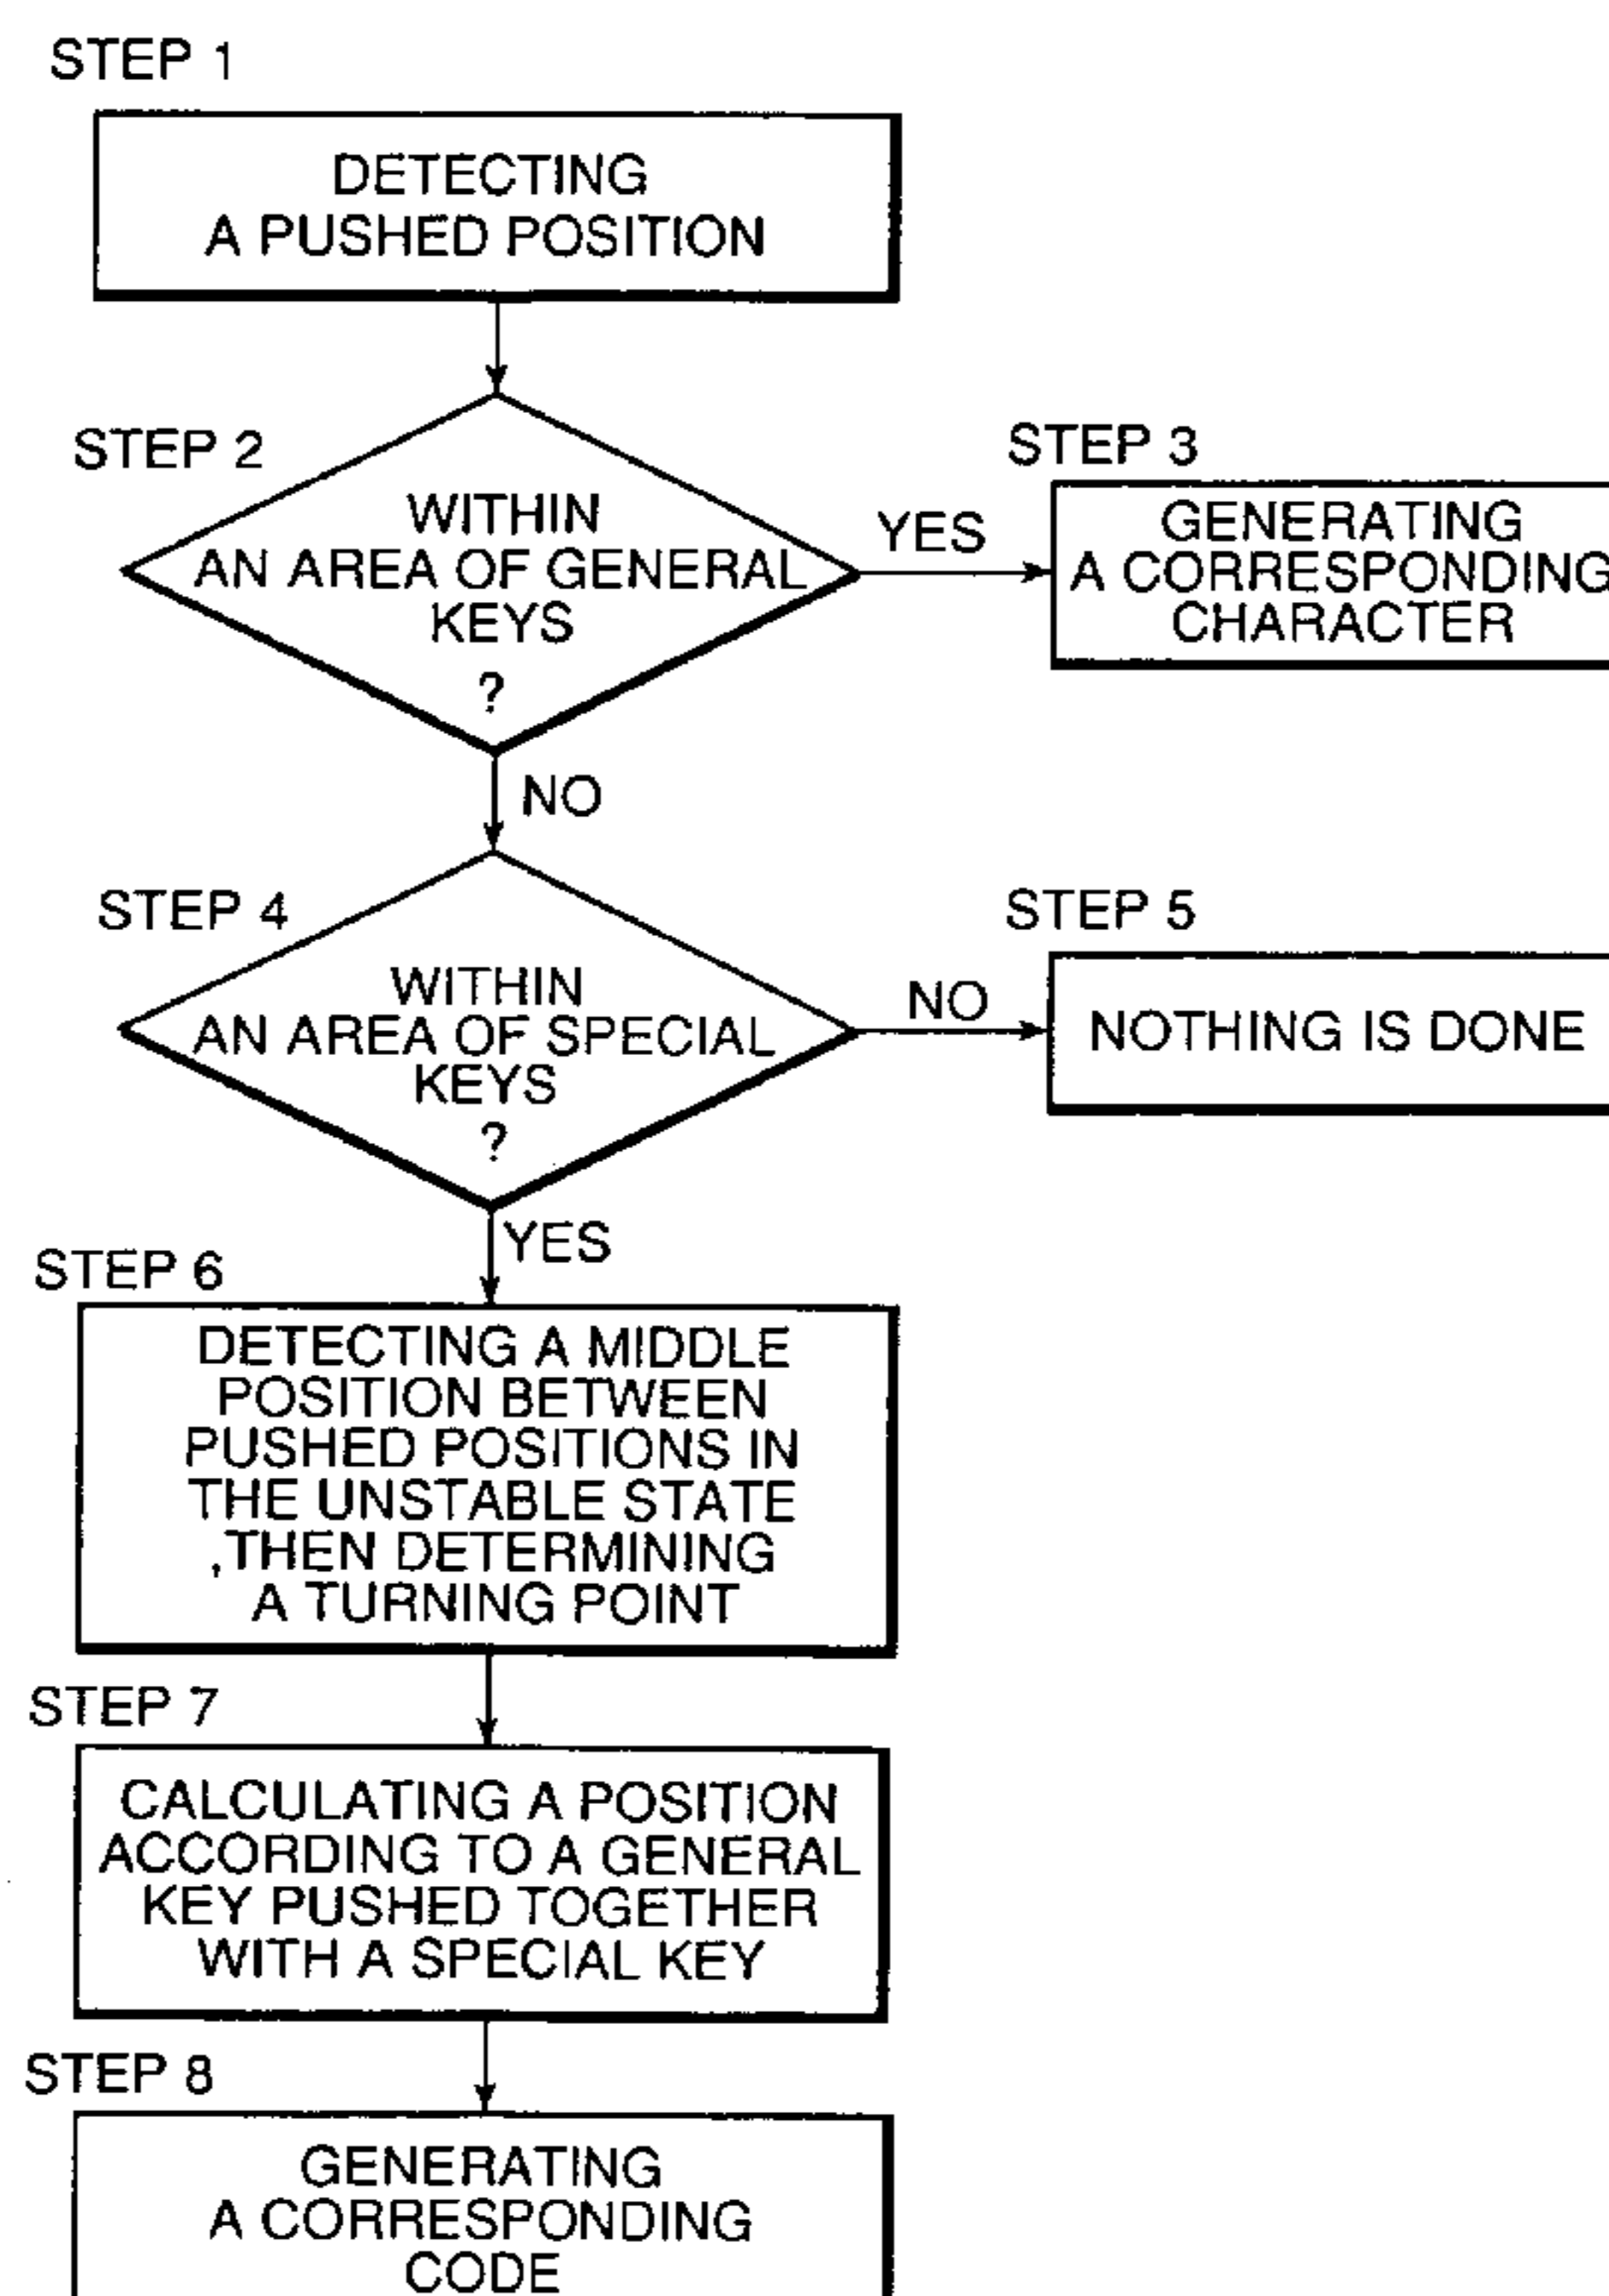 STEP 1
DETECTING
A PUSHED POSITION
STEP 2
WITHIN
AN AREA OF GENERAL
KEYS
?
YES
STEP 3
GENERATING
A CORRESPONDING
CHARACTER
NO
STEP 4
WITHIN
AN AREA OF SPECIAL
KEYS
?
NO
STEP 5
NOTHING IS DONE
YES
STEP 6
DETECTING A MIDDLE
POSITION BETWEEN
PUSHED POSITIONS IN
THE UNSTABLE STATE
,THEN DETERMINING
A TURNING POINT
STEP 7
CALCULATING A POSITION
ACCORDING TO A GENERAL
KEY PUSHED TOGETHER
WITH A SPECIAL KEY
STEP 8
GENERATING
A CORRESPONDING
CODE